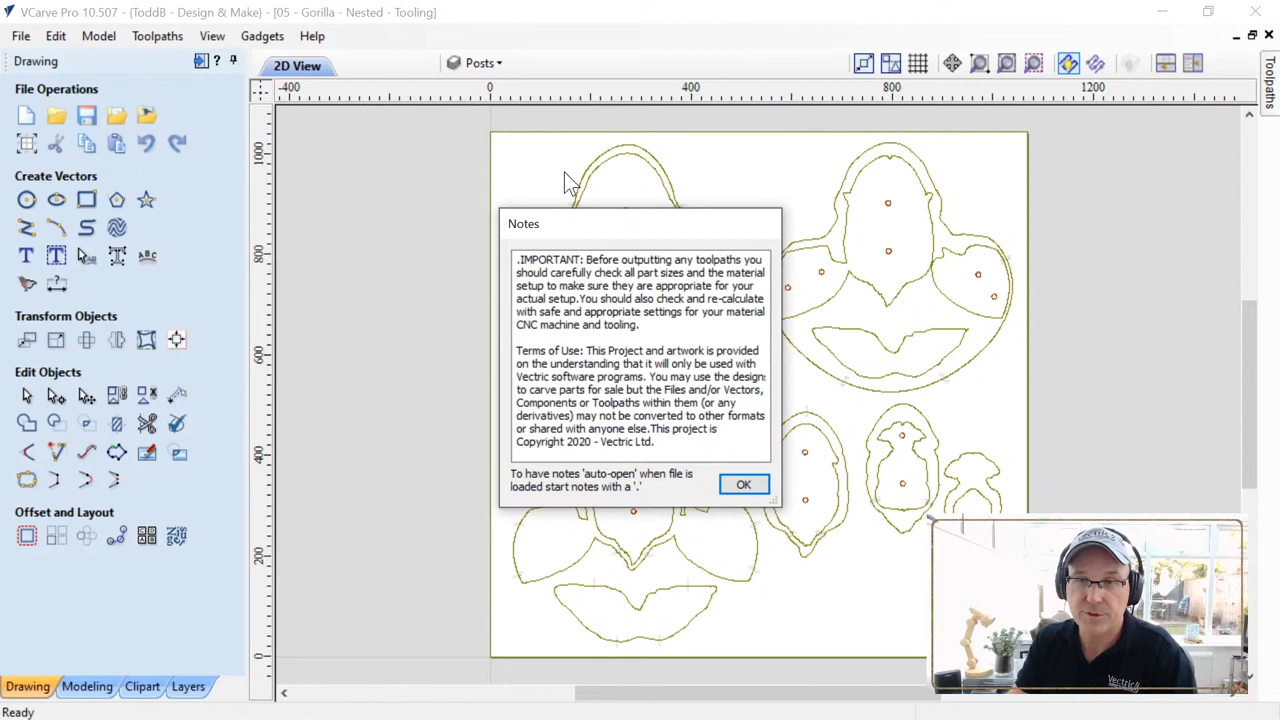 VCarve Pro 10.507 - (ToddB - Design & Make) - [05 - Gorilla - Nested - Tooling]
File Edit Model Toolpaths View Gadgets Help
Drawing
?
2D View
Posts
Toolpaths
File Operations
-400 0 400 800 1200
1000
800
600
400
200
0
Create Vectors
Transform Objects
Edit Objects
Offset and Layout
Notes
.IMPORTANT: Before outputting any toolpaths you
should carefully check all part sizes and the material
setup to make sure they are appropriate for your
actual setup.You should also check and re-calculate
with safe and appropriate settings for your material
CNC machine and tooling.
Terms of Use: This Project and artwork is provided
on the understanding that it will only be used with
Vectric software programs. You may use the design
to carve parts for sale but the Files and/or Vectors,
Components or Toolpaths within them (or any
derivatives) may not be converted to other formats
or shared with anyone else.This project is
Copyright 2020 - Vectric Ltd.
To have notes 'auto-open' when file is
loaded start notes with a '.'
OK
VECTRIC
Vectric
Drawing Modeling Clipart Layers
Ready